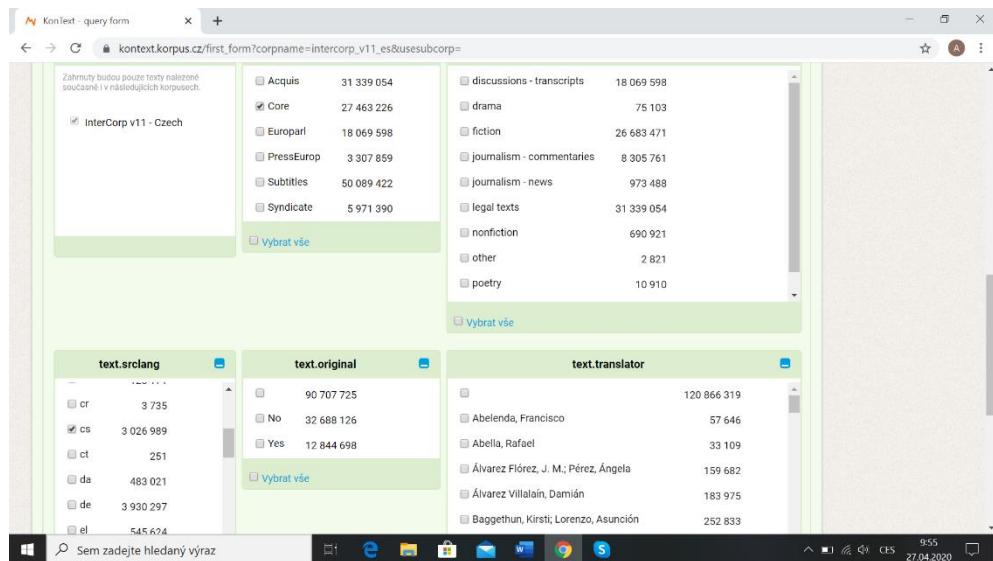 KonText - query form
kontext.korpus.cz/first_form?corpname=intercorp_v11_es&usesubcorp=
A
Zahrnuty budou pouze texty nalezené
současně i v následujících korpusech.
InterCorp v11 - Czech
Acquis 31 339 054
Core 27 463 226
Europarl 18 069 598
PressEurop 3 307 859
Subtitles 50 089 422
Syndicate 5 971 390
Vybrat vše
discussions - transcripts 18 069 598
drama 75 103
fiction 26 683 471
journalism - commentaries 8 305 761
journalism - news 973 488
legal texts 31 339 054
nonfiction 690 921
other 2 821
poetry 10 910
Vybrat vše
text.srclang
cr 3 735
cs 3 026 989
ct 251
da 483 021
de 3 930 297
el 545 624
text.original
90 707 725
No 32 688 126
Yes 12 844 698
Vybrat vše
text.translator
120 866 319
Abelenda, Francisco 57 646
Abella, Rafael 33 109
Álvarez Flórez, J. M.; Pérez, Ángela 159 682
Álvarez Villalaín, Damián 183 975
Baggethun, Kirsti; Lorenzo, Asunción 252 833
Sem zadejte hledaný výraz
CES
9:55
27.04.2020